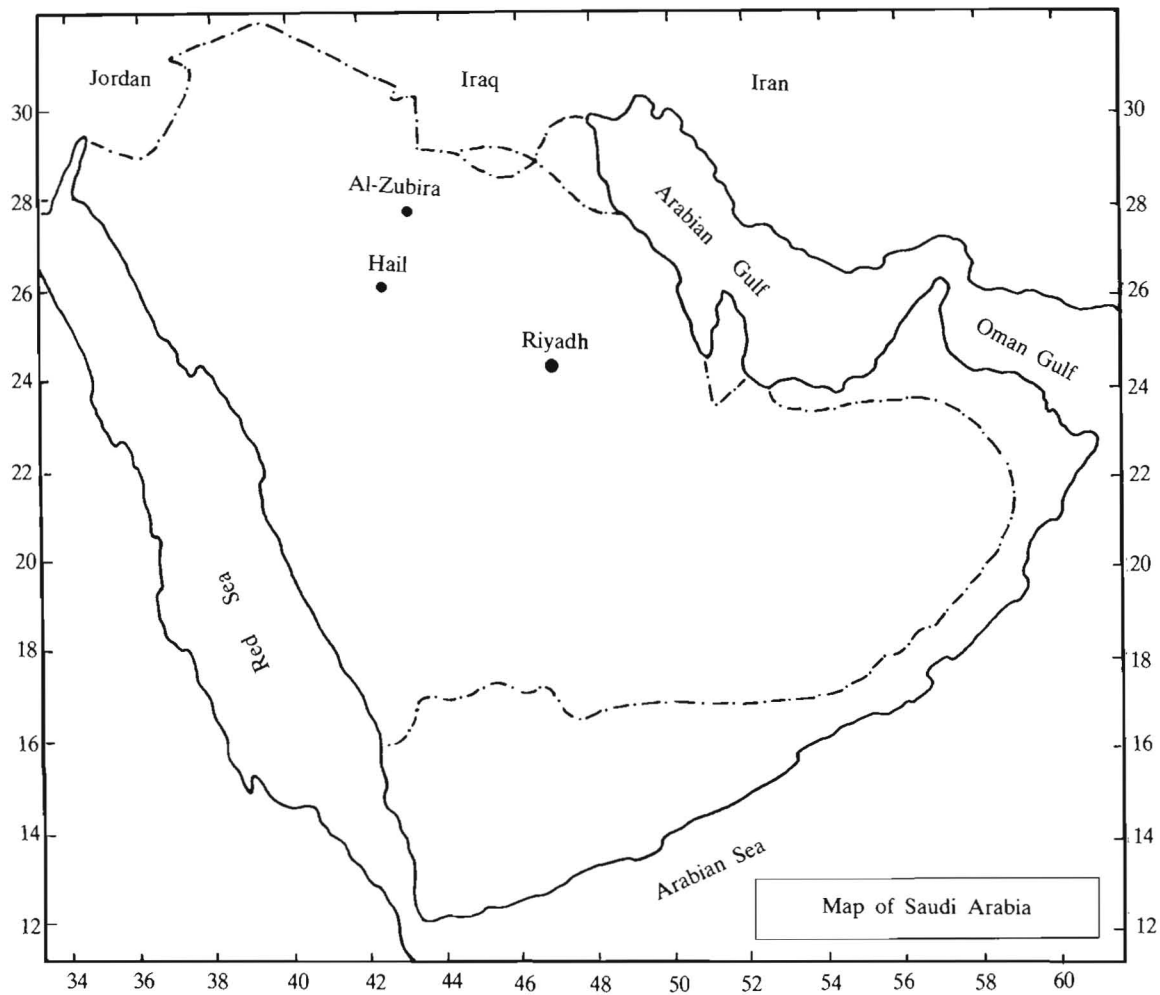 Jordan
Iraq
Iran
30
30
Al-Zubira
28
28
Arabian Gulf
Hail
26
26
Oman Gulf
Riyadh
24
24
22
22
20
20
Red Sea
18
18
16
16
14
14
Arabian Sea
Map of Saudi Arabia
12
12
34 36 38 40 42 44 46 48 50 52 54 56 58 60